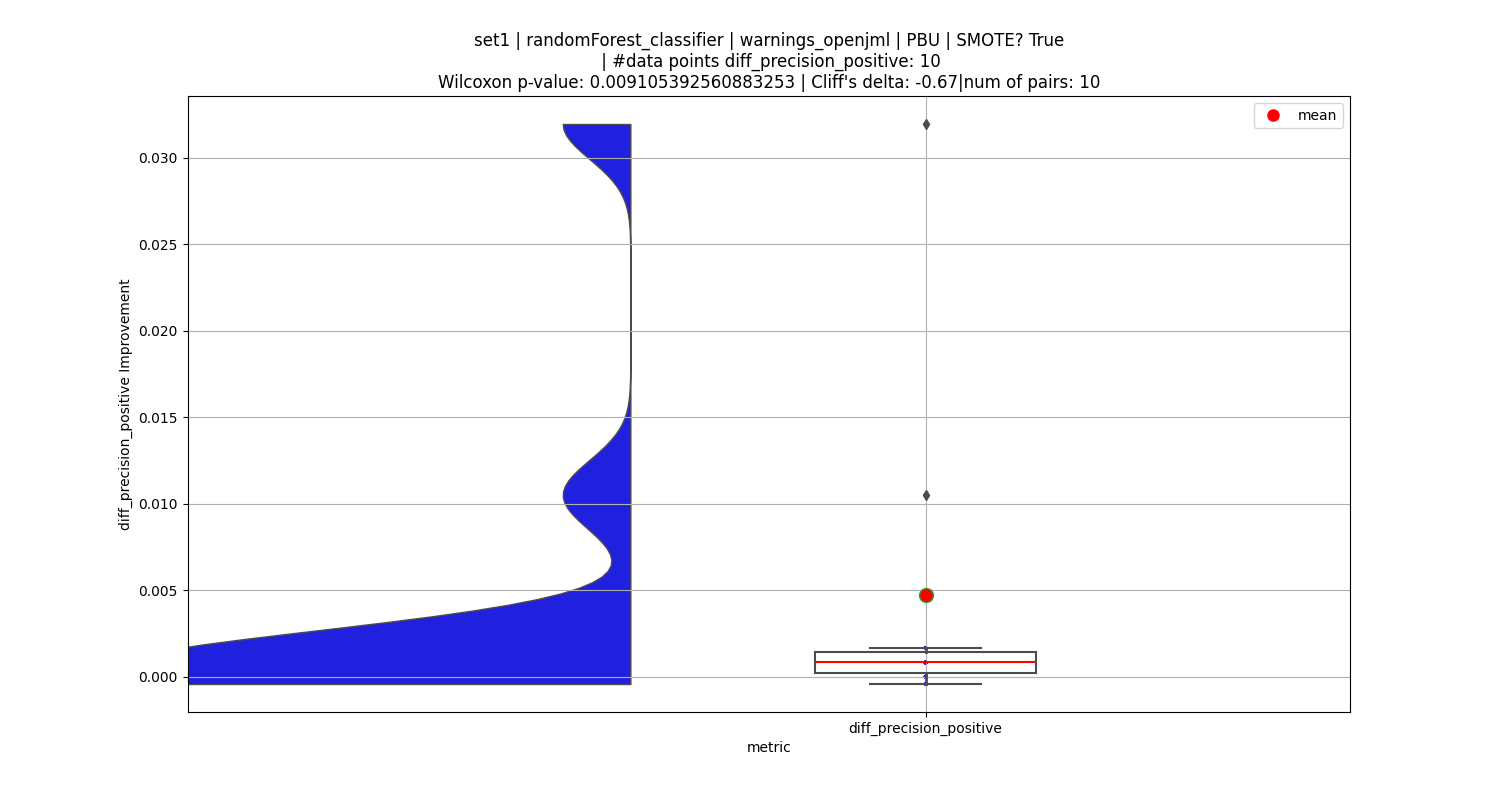 set1 | randomForest_classifier | warnings_openjml | PBU | SMOTE? True
| #data points diff_precision_positive: 10
Wilcoxon p-value: 0.009105392560883253 | Cliff's delta: -0.67|num of pairs: 10
mean
0.030
0.025
0.020
0.015
0.010
0.005
0.000
diff_precision_positive Improvement
diff_precision_positive
metric